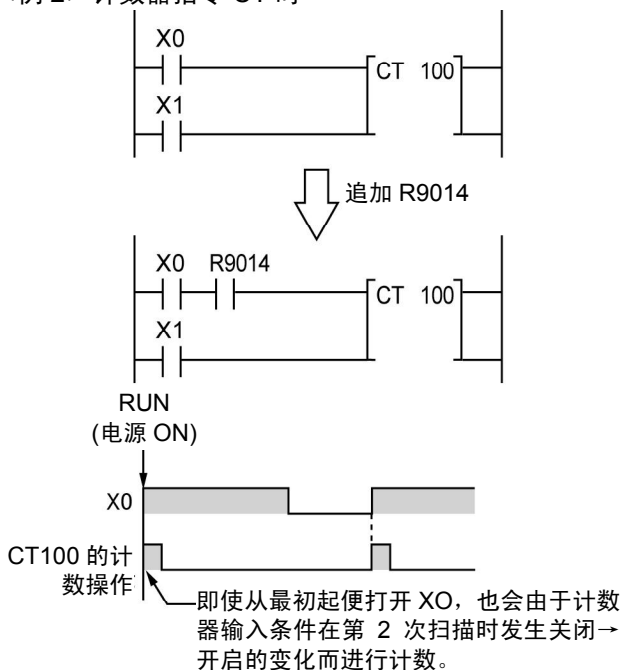 例2: 计数器指令 CT 时
X0
CT 100
X1
追加 R9014
X0 R9014
CT 100
X1
RUN
(电源 ON)
X0
CT100 的计
数操作
即使从最初起便打开 XO，也会由于计数
器输入条件在第 2 次扫描时发生关闭→
开启的变化而进行计数。